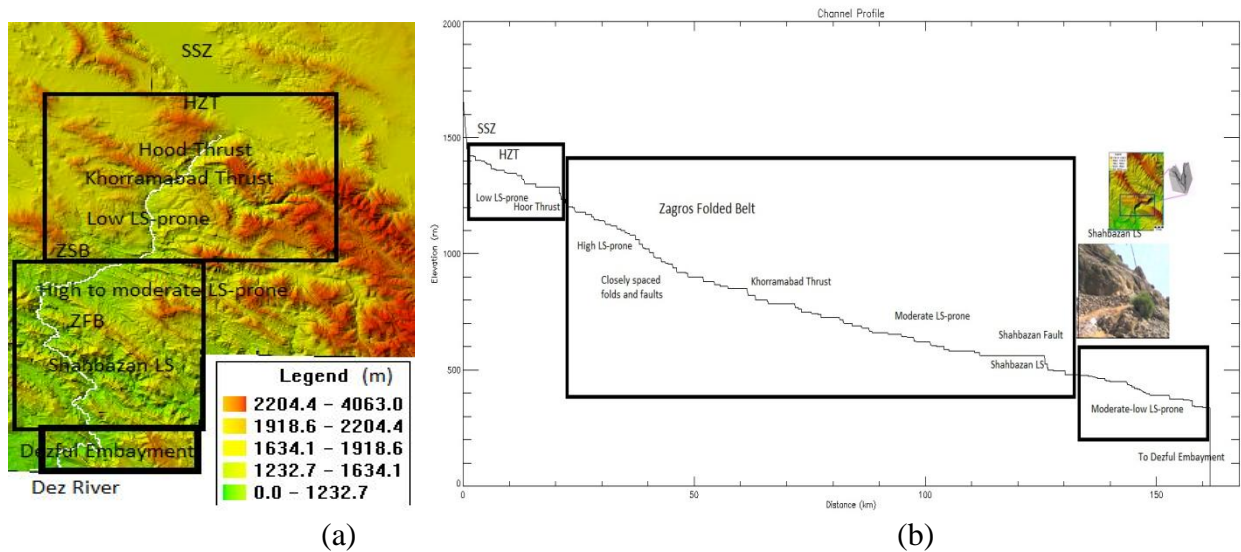 SSZ
HZT
Hood Thrust
Khorramabad Thrust
Low LS-prone
ZSB
High to moderate LS-prone
ZFB
Shahbazan LS
Dezful Embayment
Dez River
Legend (m)
2204.4 – 4063.0
1918.6 – 2204.4
1634.1 – 1918.6
1232.7 – 1634.1
0.0 – 1232.7
(a)
Channel Profile
Elevation (m)
2000
1500
1000
500
0
SSZ
HZT
Low LS-prone
Hoor Thrust
Zagros Folded Belt
High LS-prone
Closely spaced
folds and faults
Khorramabad Thrust
Moderate LS-prone
Shahbazan Fault
Shahbazan LS
Shahbazan LS
Moderate-low LS-prone
To Dezful Embayment
0
50
100
150
Distance (km)
(b)